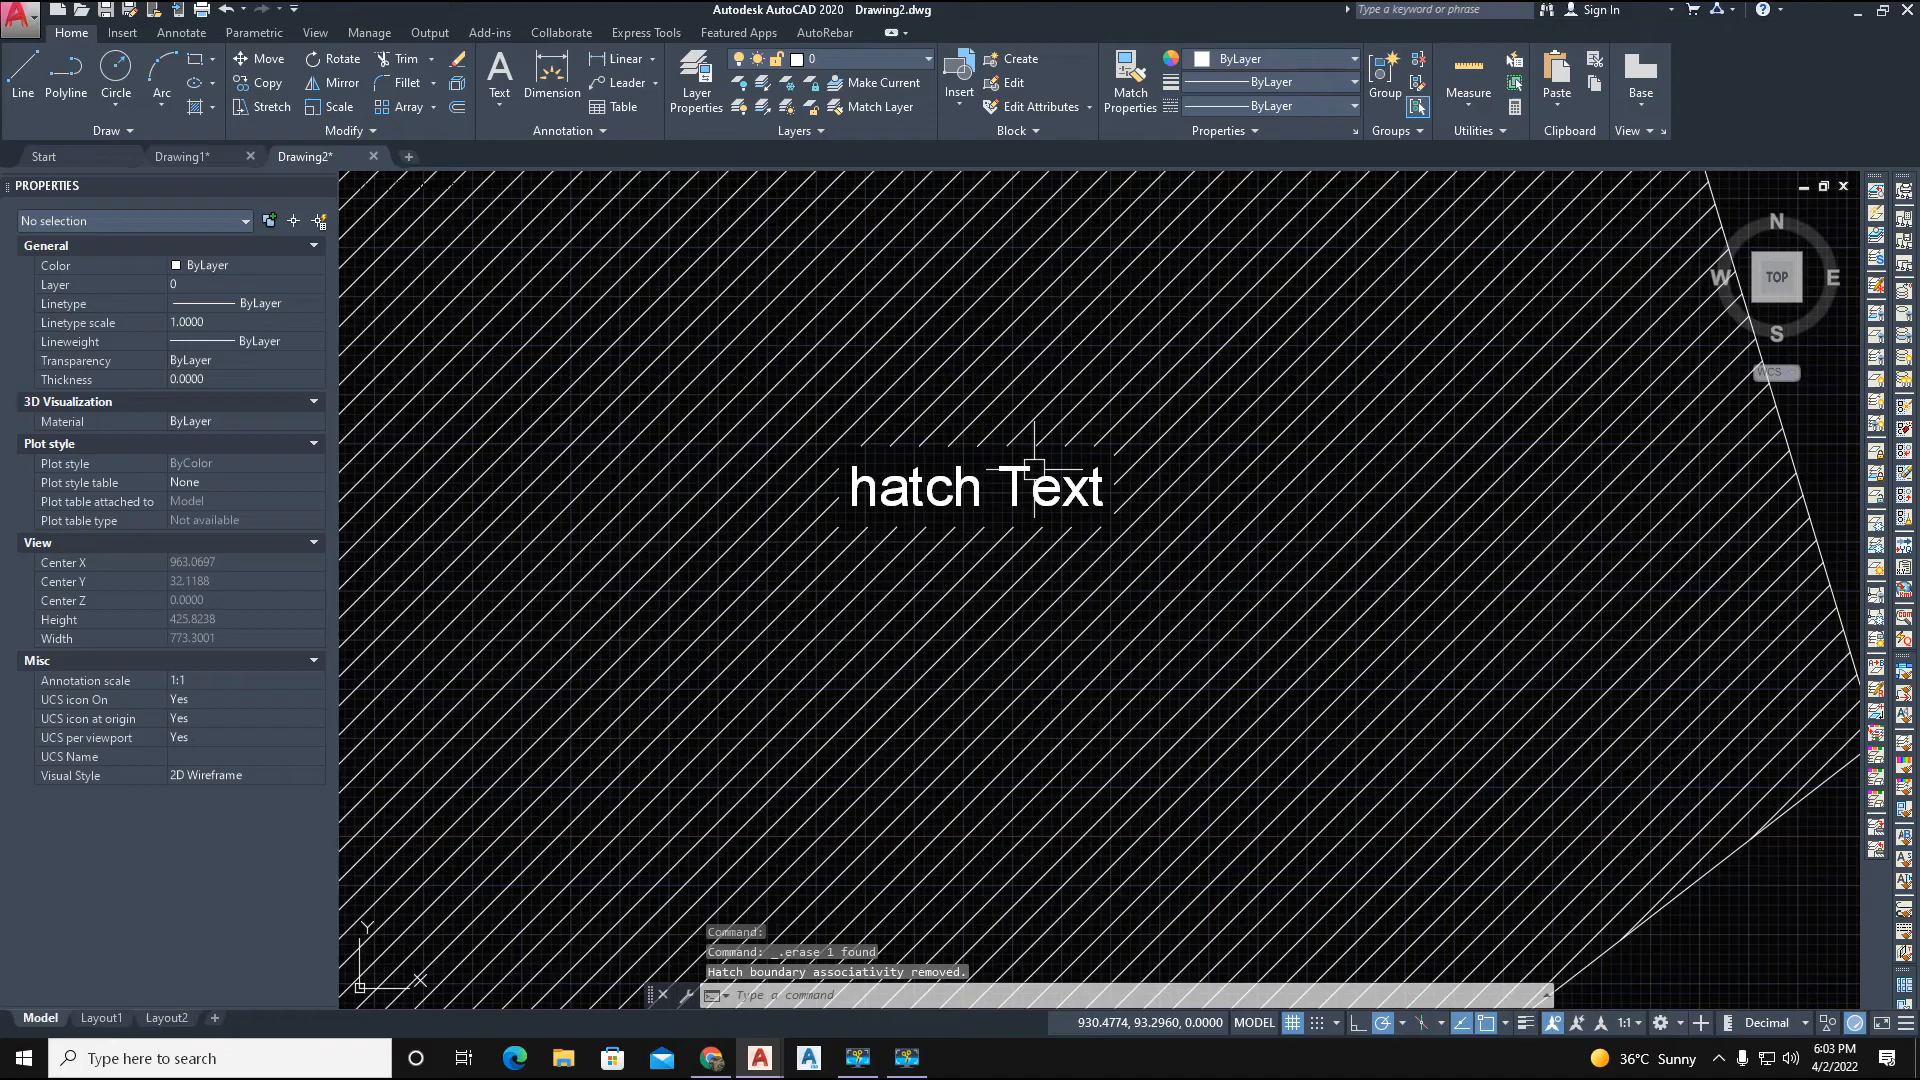 Autodesk AutoCAD 2020 Drawing2.dwg
Type a keyword or phrase
Sign In
Home Insert Annotate Parametric View Manage Output Add-ins Collaborate Express Tools Featured Apps AutoRebar
Line Polyline Circle Arc
Move Rotate Trim
Copy Mirror Fillet
Stretch Scale Array
Text Dimension
Linear
Leader
Table
Layer Properties
0
Make Current
Match Layer
Insert
Create
Edit
Edit Attributes
Match Properties
ByLayer
ByLayer
ByLayer
Group
Measure
Paste
Base
Draw Modify Annotation Layers Block Properties Groups Utilities Clipboard View
Start Drawing1* Drawing2*
PROPERTIES
No selection
General
Color ByLayer
Layer 0
Linetype ByLayer
Linetype scale 1.0000
Lineweight ByLayer
Transparency ByLayer
Thickness 0.0000
3D Visualization
Material ByLayer
Plot style
Plot style ByColor
Plot style table None
Plot table attached to Model
Plot table type Not available
View
Center X 963.0697
Center Y 32.1188
Center Z 0.0000
Height 425.8238
Width 773.3001
Misc
Annotation scale 1:1
UCS icon On Yes
UCS icon at origin Yes
UCS per viewport Yes
UCS Name
Visual Style 2D Wireframe
N
W TOP E
S
WCS
hatch Text
Y
X
Command:
Command: _.erase 1 found
Hatch boundary associativity removed.
Type a command
Model Layout1 Layout2
930.4774, 93.2960, 0.0000 MODEL 1:1 Decimal
Type here to search
36°C Sunny
6:03 PM
4/2/2022